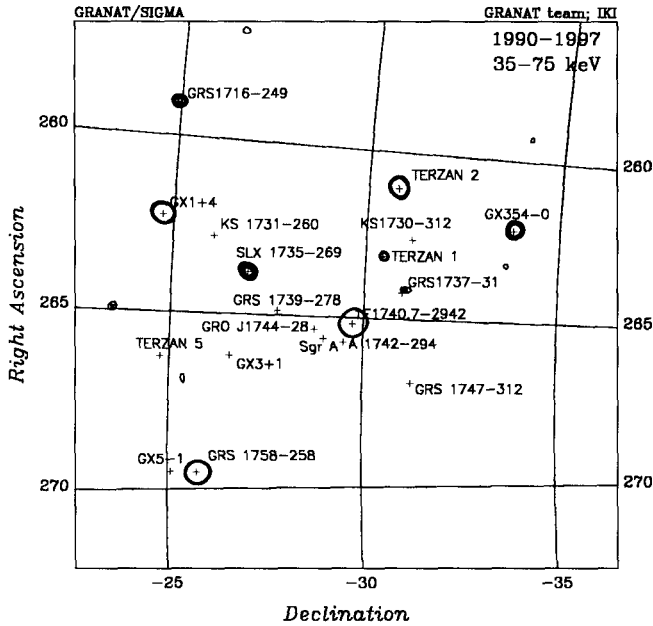 GRANAT/SIGMA
GRANAT team; IKI
1990-1997
35-75 keV
GRS1716-249
260
260
TERZAN 2
GX1+4
GX354-0
KS 1731-260
KS1730-312
SLX 1735-269
TERZAN 1
GRS1737-31
GRS 1739-278
265
E1740.7-2942
265
GRO J1744-28
TERZAN 5
Sgr A
A 1742-294
GX3+1
GRS 1747-312
GX5-1
GRS 1758-258
270
270
-25
-30
-35
Right Ascension
Declination